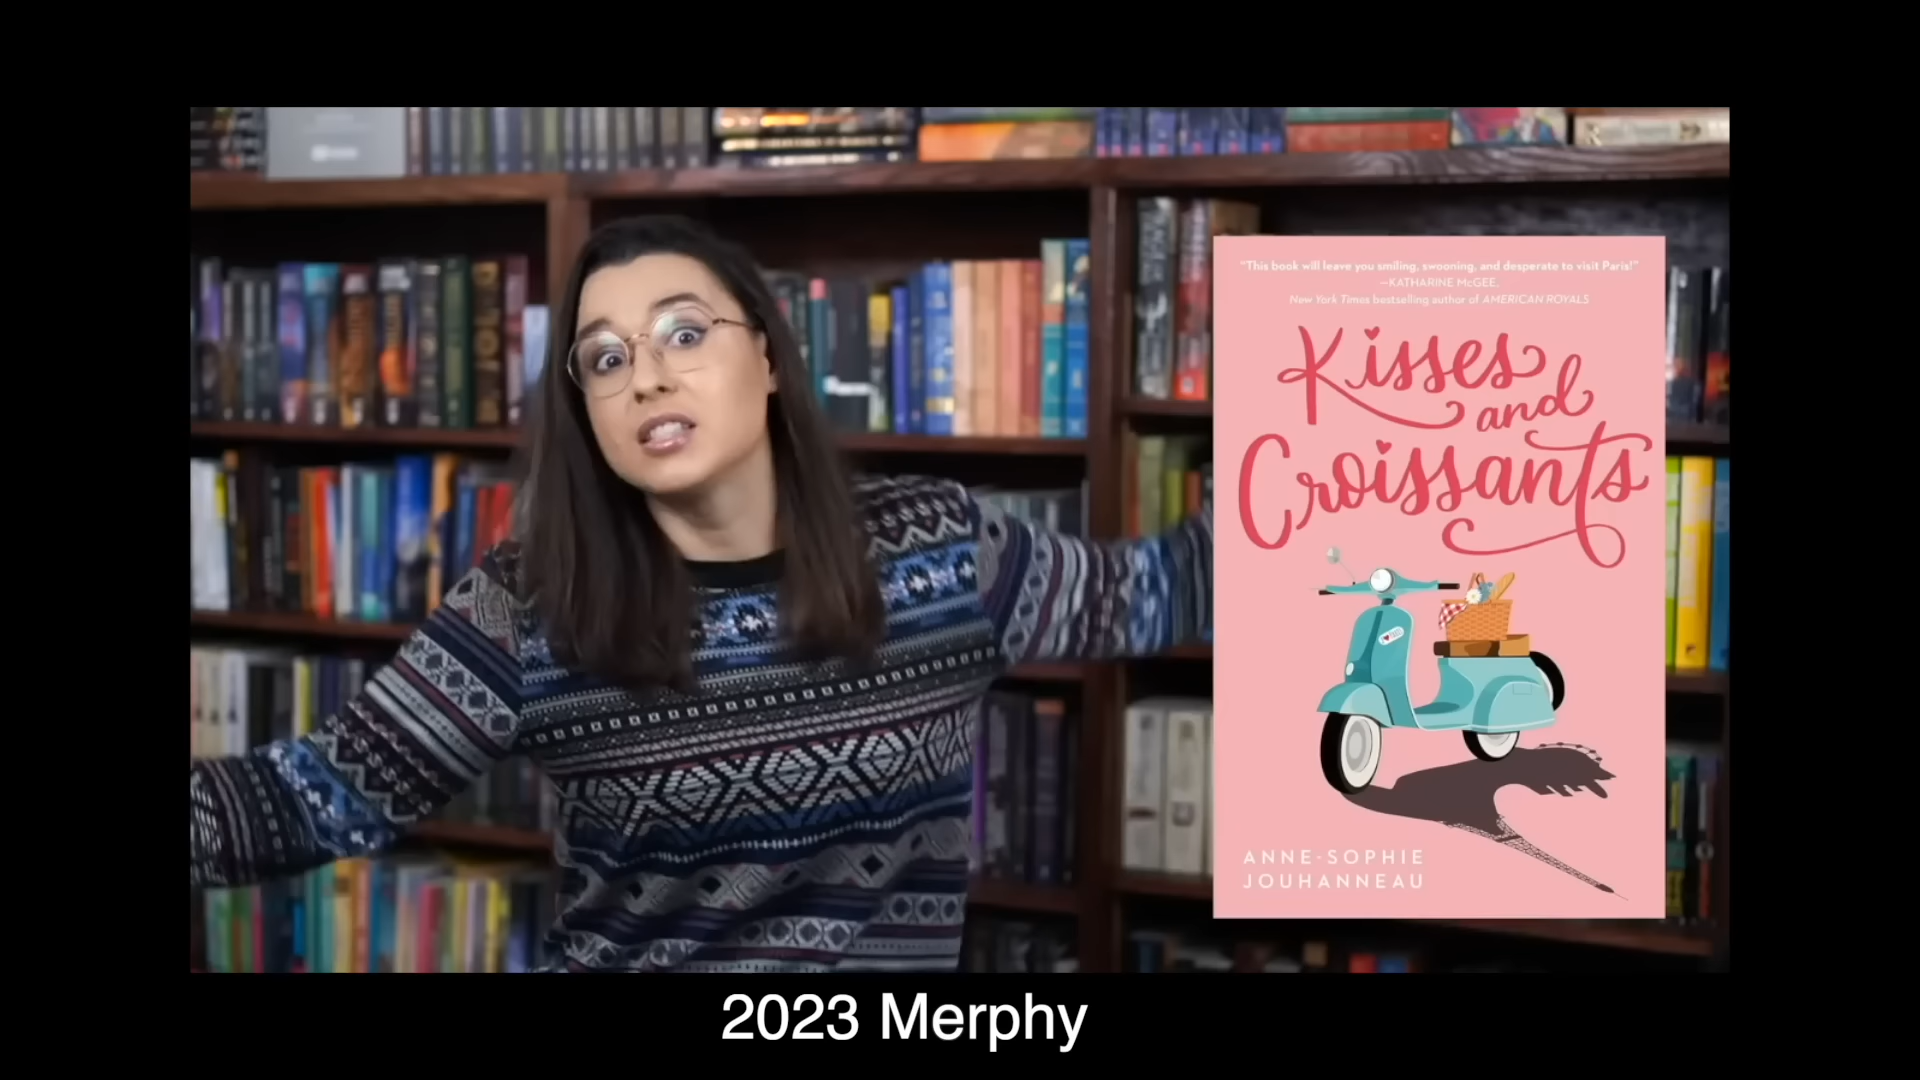 "This book will leave you smiling, swooning, and desperate to visit Paris!"
—KATHARINE McGEE,
New York Times bestselling author of AMERICAN ROYALS
Kisses
and
Croissants
ANNE-SOPHIE
JOUHANNEAU
2023 Merphy